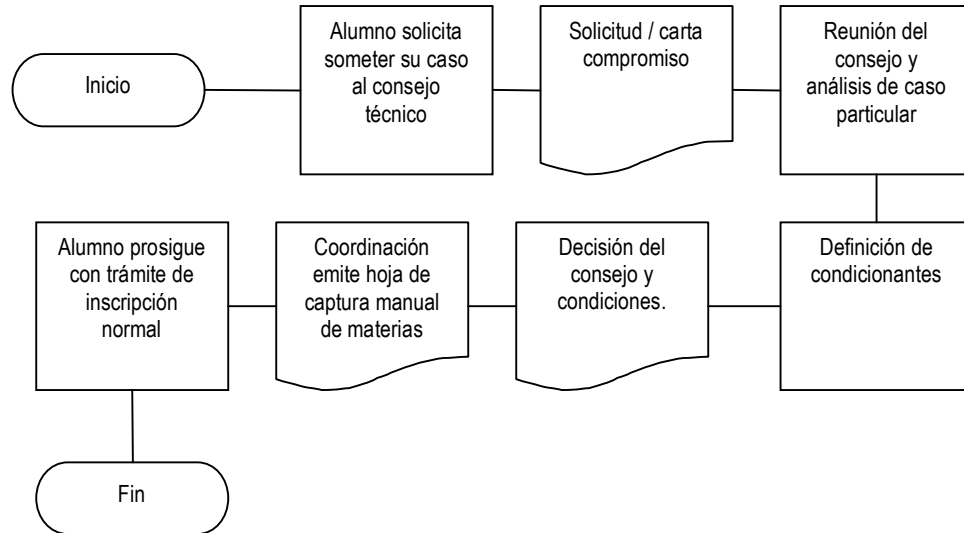 Inicio
Alumno solicita
someter su caso
al consejo
técnico
Solicitud / carta
compromiso
Reunión del
consejo y
análisis de caso
particular
Definición de
condicionantes
Decisión del
consejo y
condiciones.
Coordinación
emite hoja de
captura manual
de materias
Alumno prosigue
con trámite de
inscripción
normal
Fin